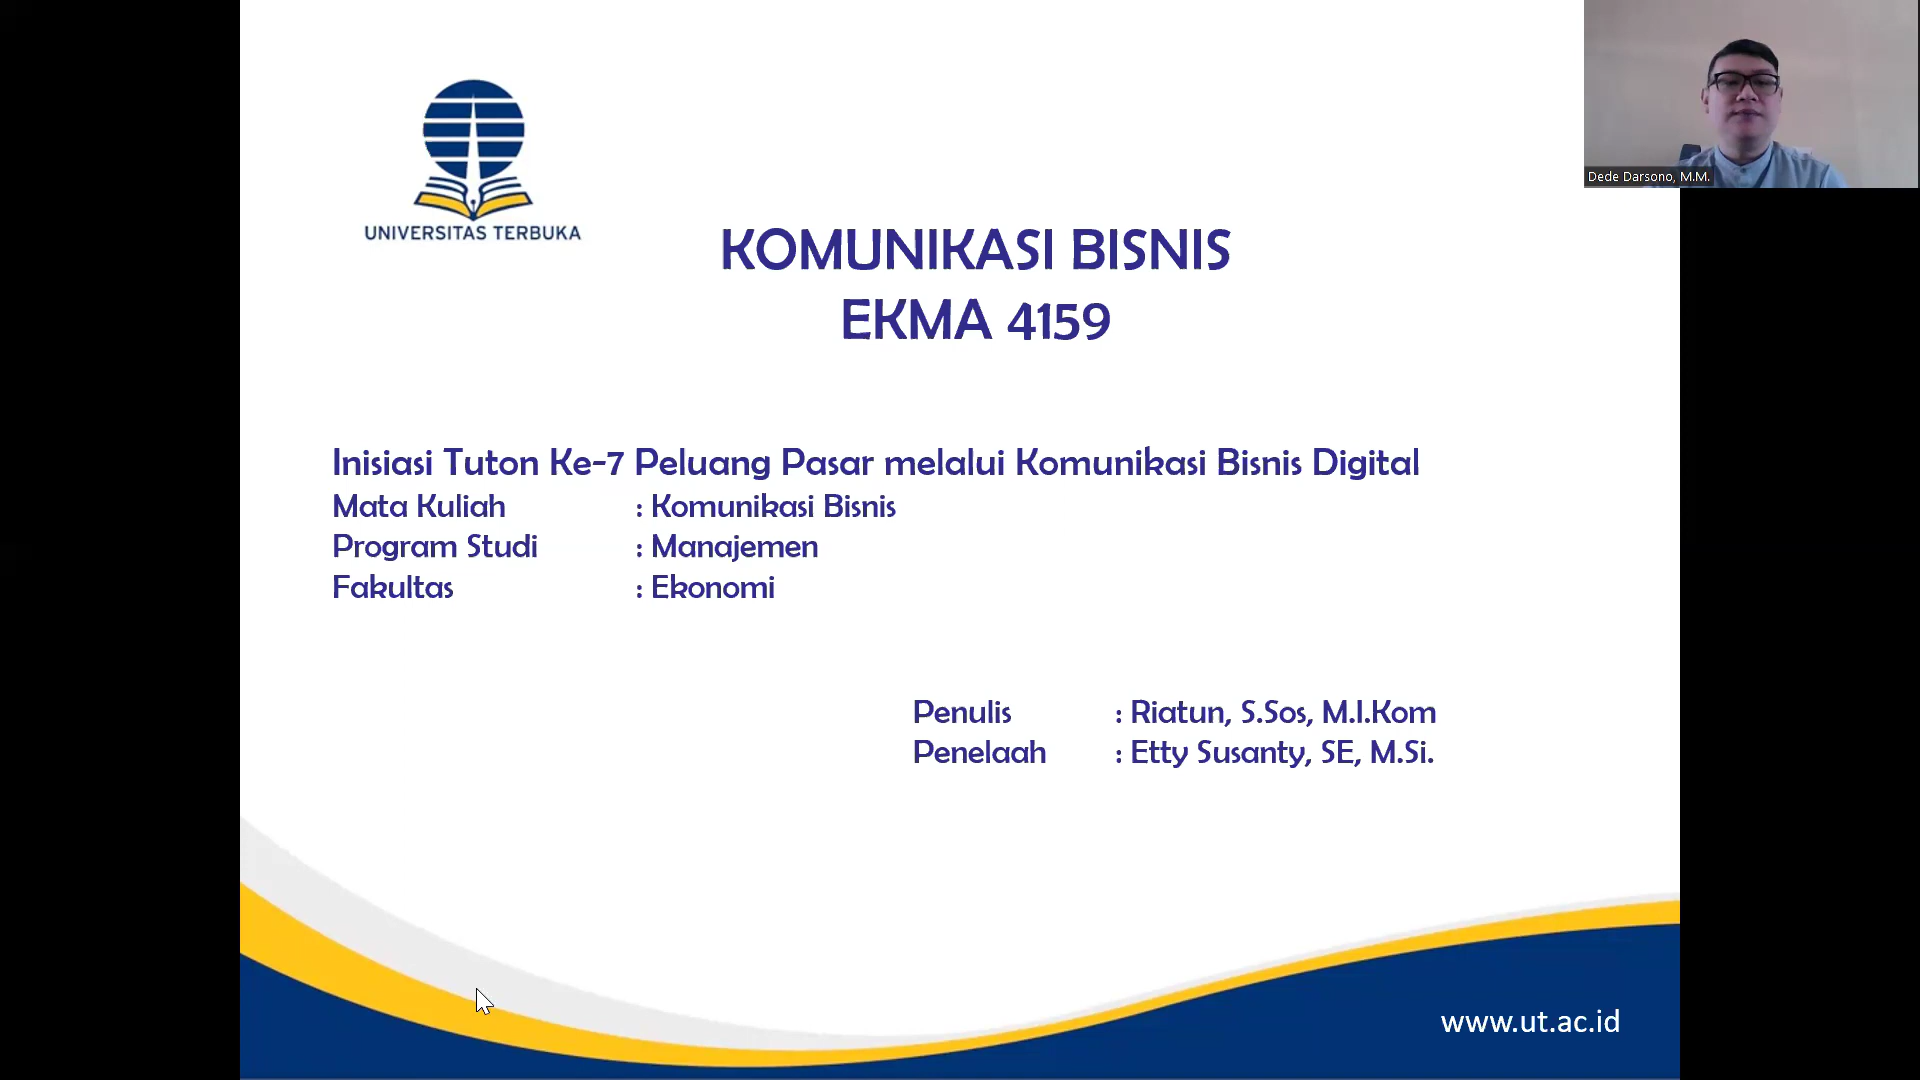 Dede Darsono, M.M.
UNIVERSITAS TERBUKA
KOMUNIKASI BISNIS
EKMA 4159
Inisiasi Tuton Ke-7 Peluang Pasar melalui Komunikasi Bisnis Digital
Mata Kuliah : Komunikasi Bisnis
Program Studi : Manajemen
Fakultas : Ekonomi
Penulis : Riatun, S.Sos, M.I.Kom
Penelaah : Etty Susanty, SE, M.Si.
www.ut.ac.id